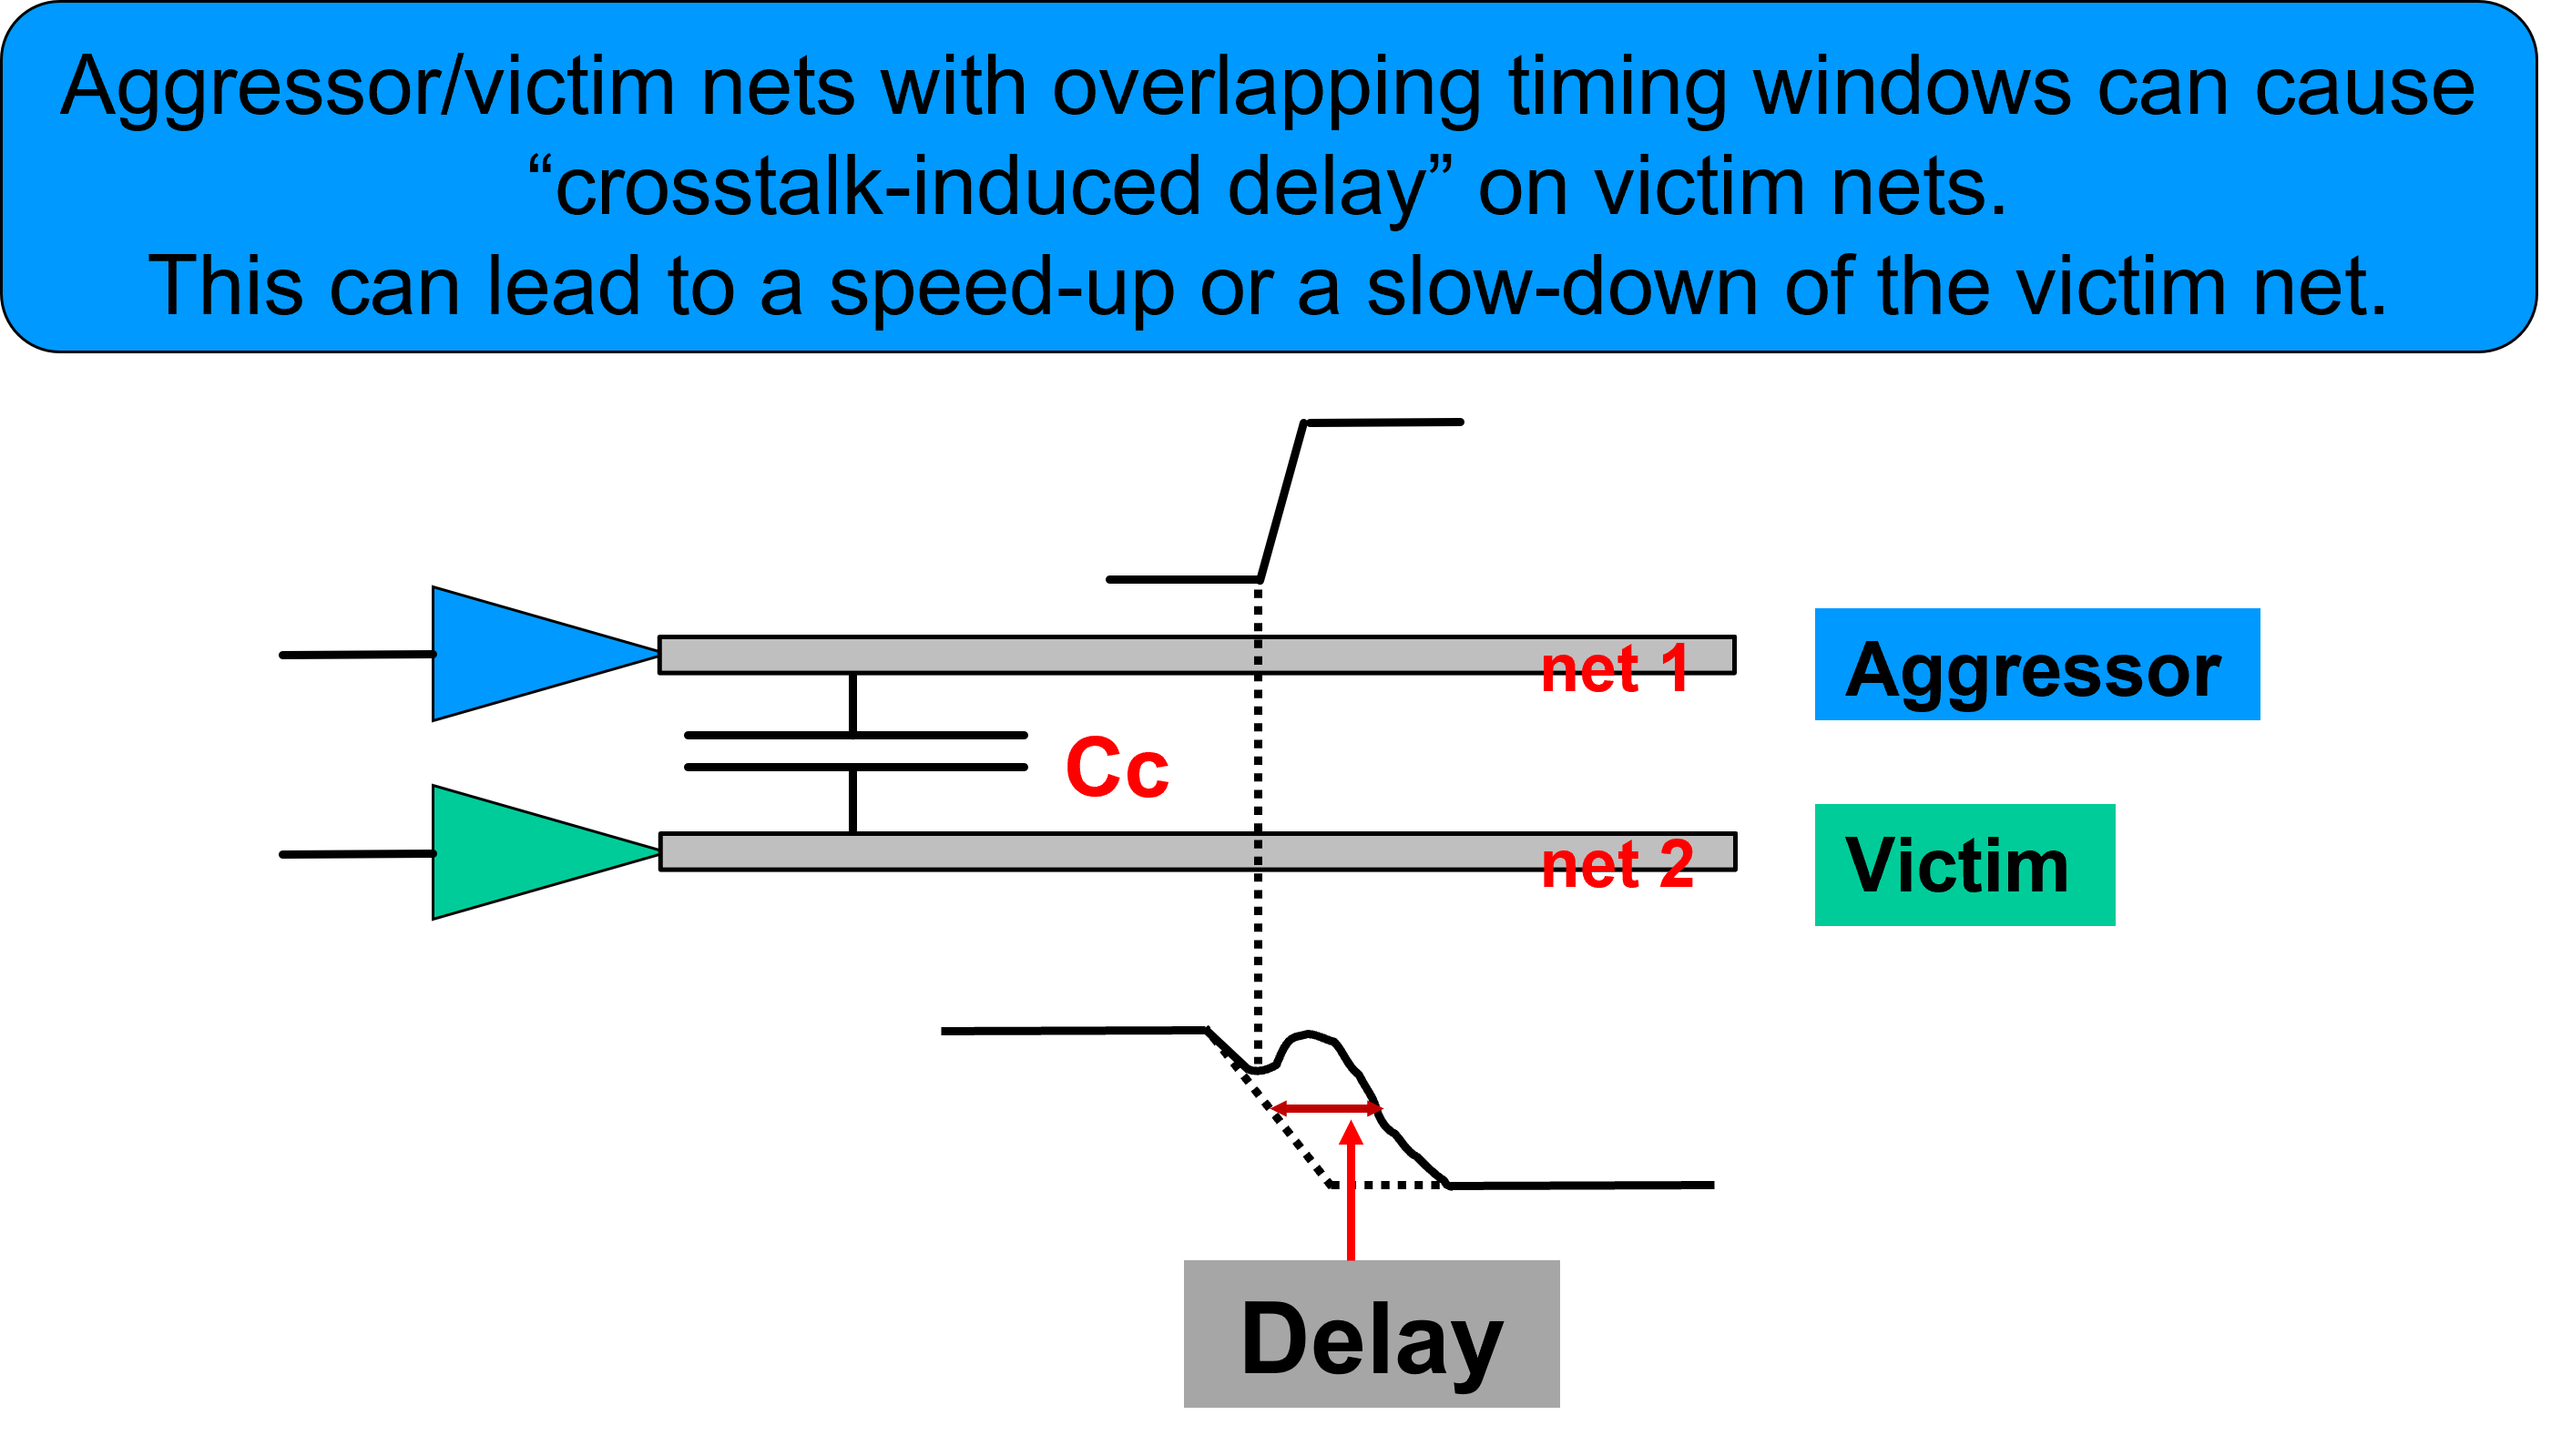 Aggressor/victim nets with overlapping timing windows can cause
“crosstalk-induced delay” on victim nets.
This can lead to a speed-up or a slow-down of the victim net.
net 1
Aggressor
Cc
net 2
Victim
Delay